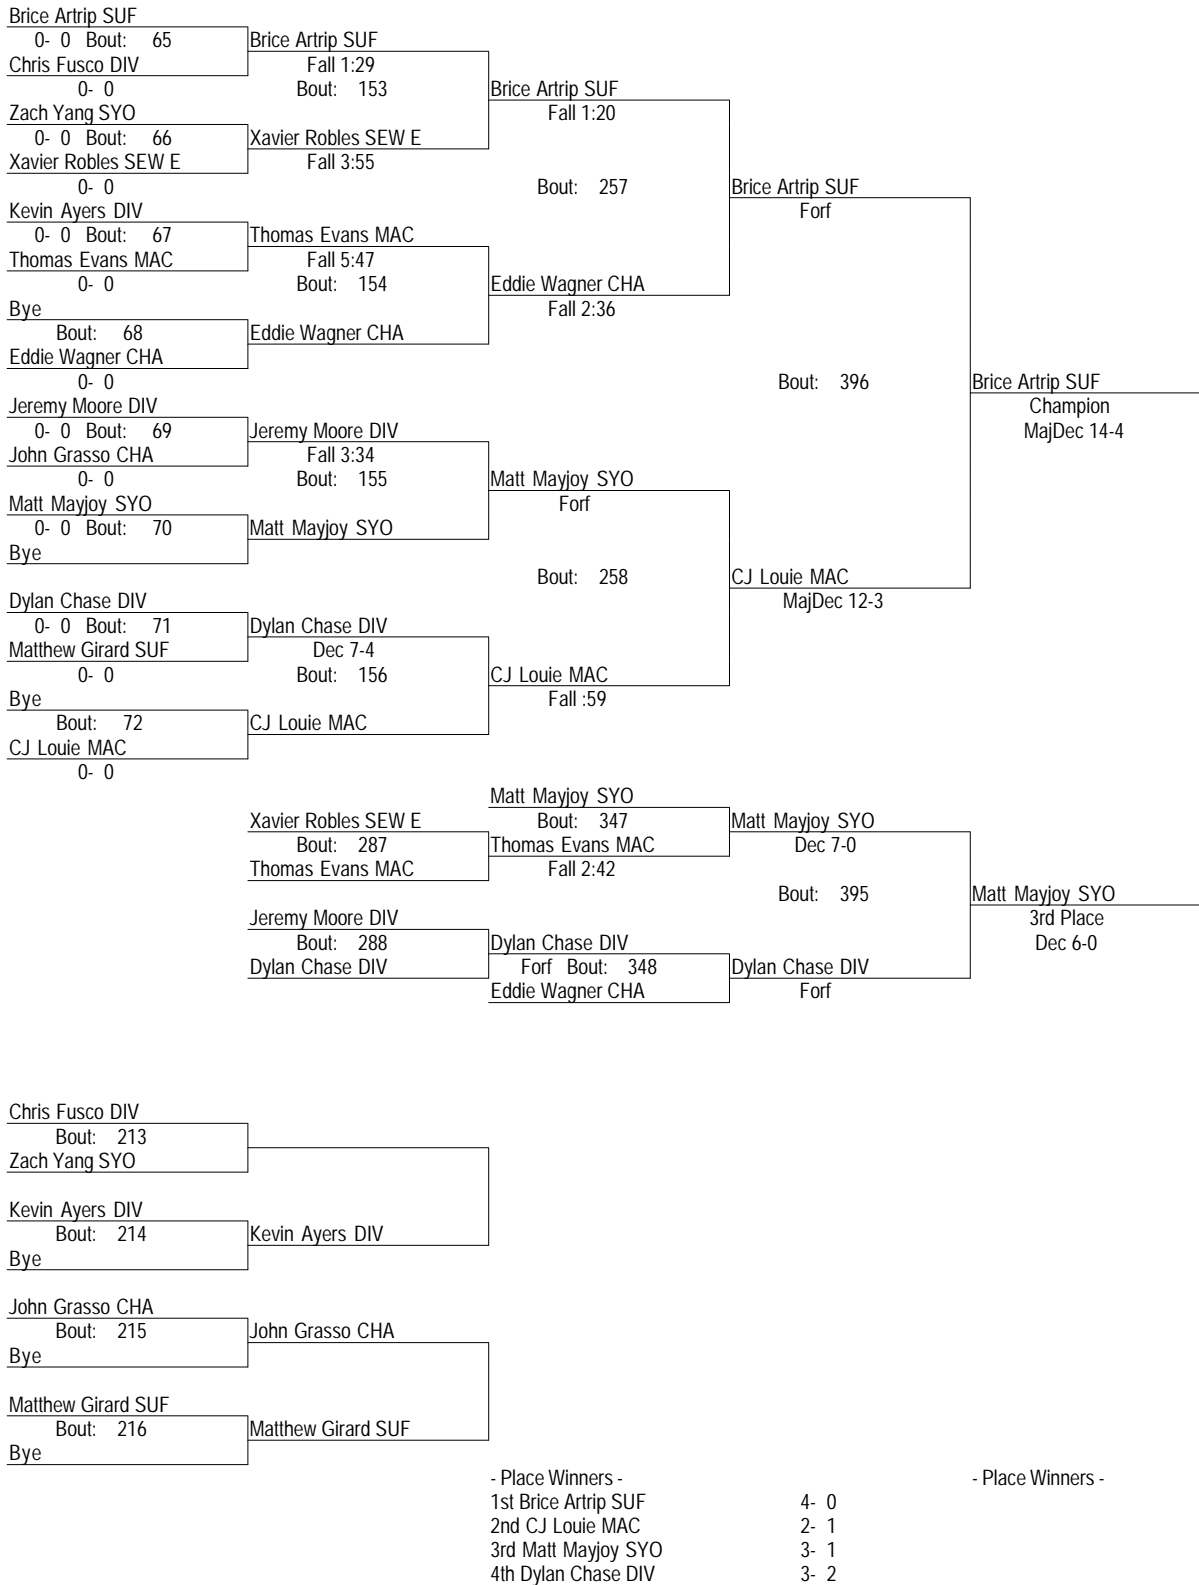 Brice Artrip SUF
0- 0 Bout: 65
Brice Artrip SUF
Chris Fusco DIV
Fall 1:29
0- 0
Bout: 153
Brice Artrip SUF
Zach Yang SYO
Fall 1:20
0- 0 Bout: 66
Xavier Robles SEW E
Xavier Robles SEW E
Fall 3:55
0- 0
Bout: 257
Brice Artrip SUF
Kevin Ayers DIV
Forf
0- 0 Bout: 67
Thomas Evans MAC
Thomas Evans MAC
Fall 5:47
0- 0
Bout: 154
Eddie Wagner CHA
Bye
Fall 2:36
Bout: 68
Eddie Wagner CHA
Eddie Wagner CHA
0- 0
Bout: 396
Brice Artrip SUF
Jeremy Moore DIV
Champion
0- 0 Bout: 69
Jeremy Moore DIV
MajDec 14-4
John Grasso CHA
Fall 3:34
0- 0
Bout: 155
Matt Mayjoy SYO
Matt Mayjoy SYO
Forf
0- 0 Bout: 70
Matt Mayjoy SYO
Bye
Bout: 258
CJ Louie MAC
Dylan Chase DIV
MajDec 12-3
0- 0 Bout: 71
Dylan Chase DIV
Matthew Girard SUF
Dec 7-4
0- 0
Bout: 156
CJ Louie MAC
Bye
Fall :59
Bout: 72
CJ Louie MAC
CJ Louie MAC
0- 0
Matt Mayjoy SYO
Xavier Robles SEW E
Bout: 347
Matt Mayjoy SYO
Bout: 287
Thomas Evans MAC
Dec 7-0
Thomas Evans MAC
Fall 2:42
Bout: 395
Matt Mayjoy SYO
Jeremy Moore DIV
3rd Place
Bout: 288
Dylan Chase DIV
Dec 6-0
Dylan Chase DIV
Forf Bout: 348
Dylan Chase DIV
Eddie Wagner CHA
Forf
Chris Fusco DIV
Bout: 213
Zach Yang SYO
Kevin Ayers DIV
Bout: 214
Kevin Ayers DIV
Bye
John Grasso CHA
Bout: 215
John Grasso CHA
Bye
Matthew Girard SUF
Bout: 216
Matthew Girard SUF
Bye
- Place Winners -
- Place Winners -
1st Brice Artrip SUF 4- 0
2nd CJ Louie MAC 2- 1
3rd Matt Mayjoy SYO 3- 1
4th Dylan Chase DIV 3- 2